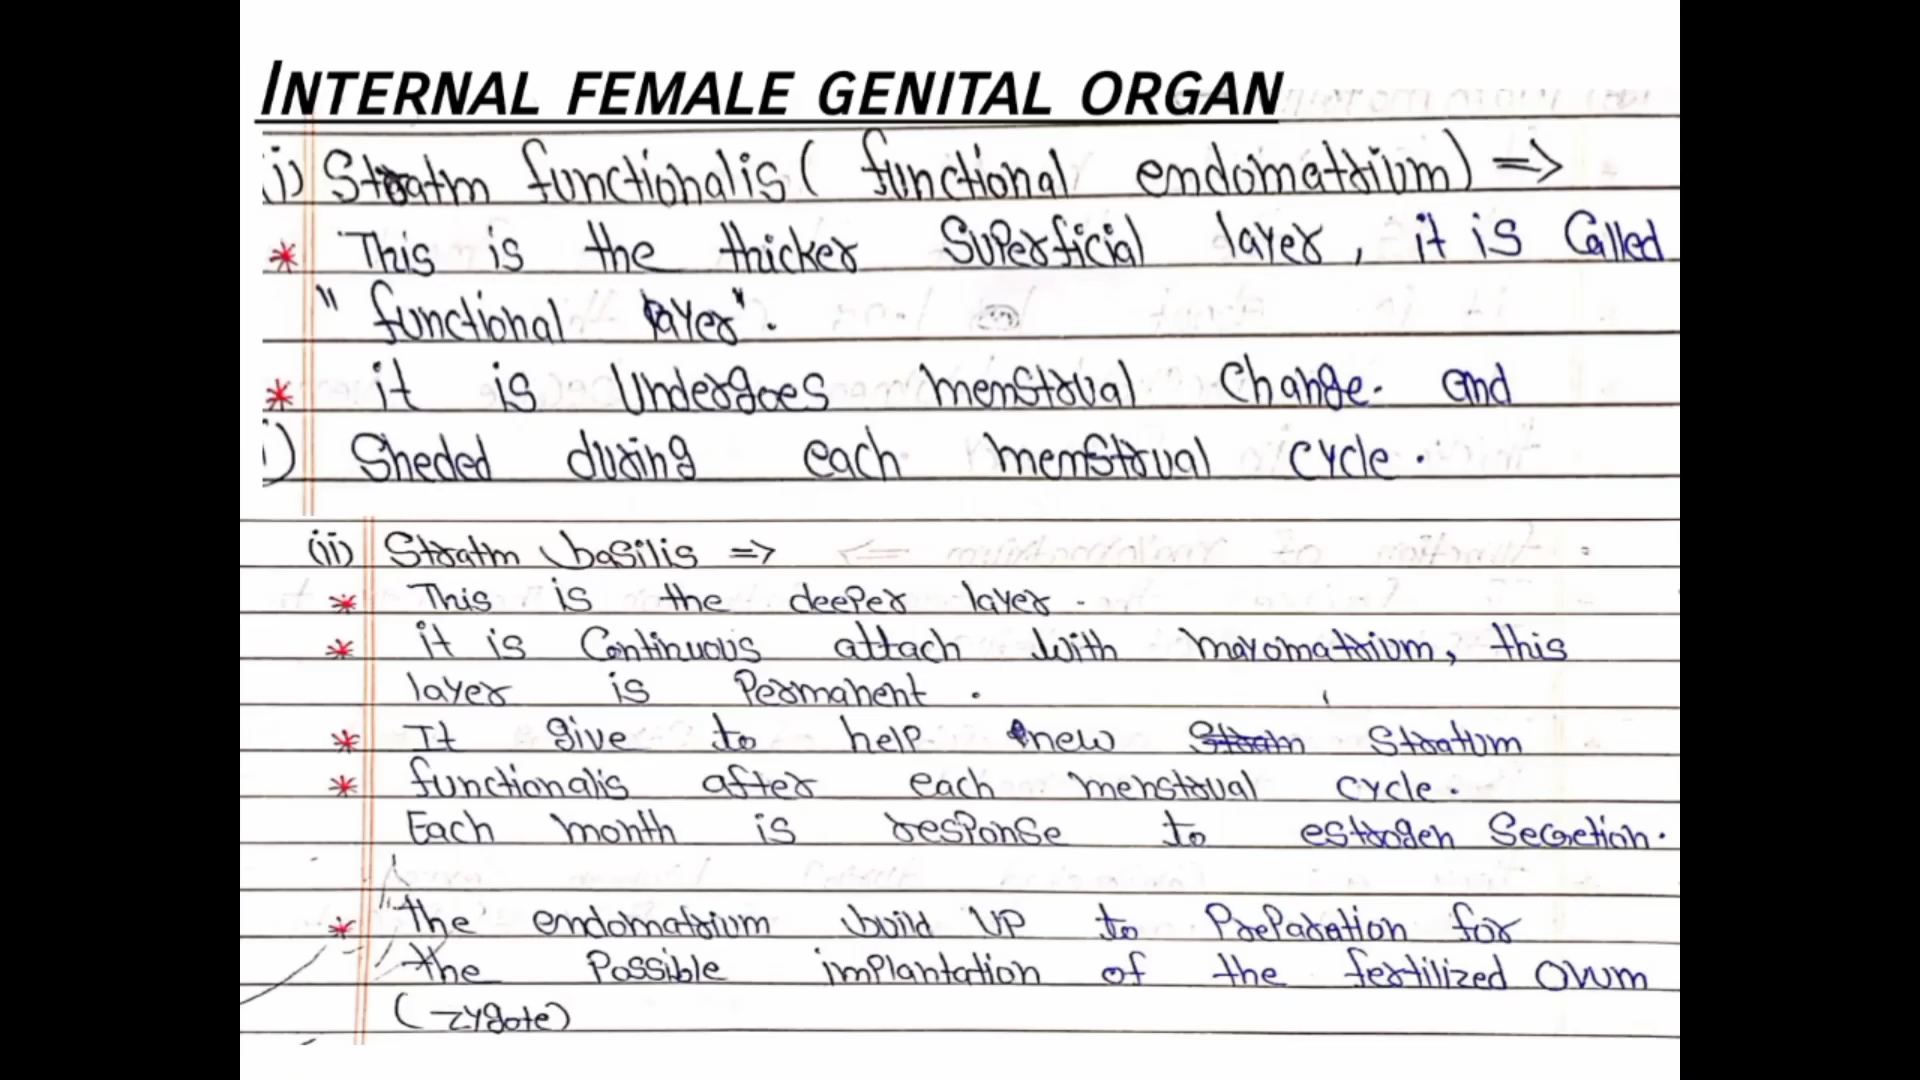 INTERNAL FEMALE GENITAL ORGAN
(i) Stratm functionalis ( functional endomatrium) =>
* This is the thicker Superficial layer, it is Called
" functional layer".
* it is Undergoes menstrual Change. and
Sheded during each menstrual cycle.
(ii) Stratm basilis =>
* This is the deeper layer.
* it is Continuous attach with mayomatrium, this
layer is Permanent.
* It give to help new Stratum
* functionalis after each menstrual cycle.
Each month is response to estrogen Secretion.
* the endomatrium build UP to PrePararation for
the Possible implantation of the fertilized Ovum
(zygote)